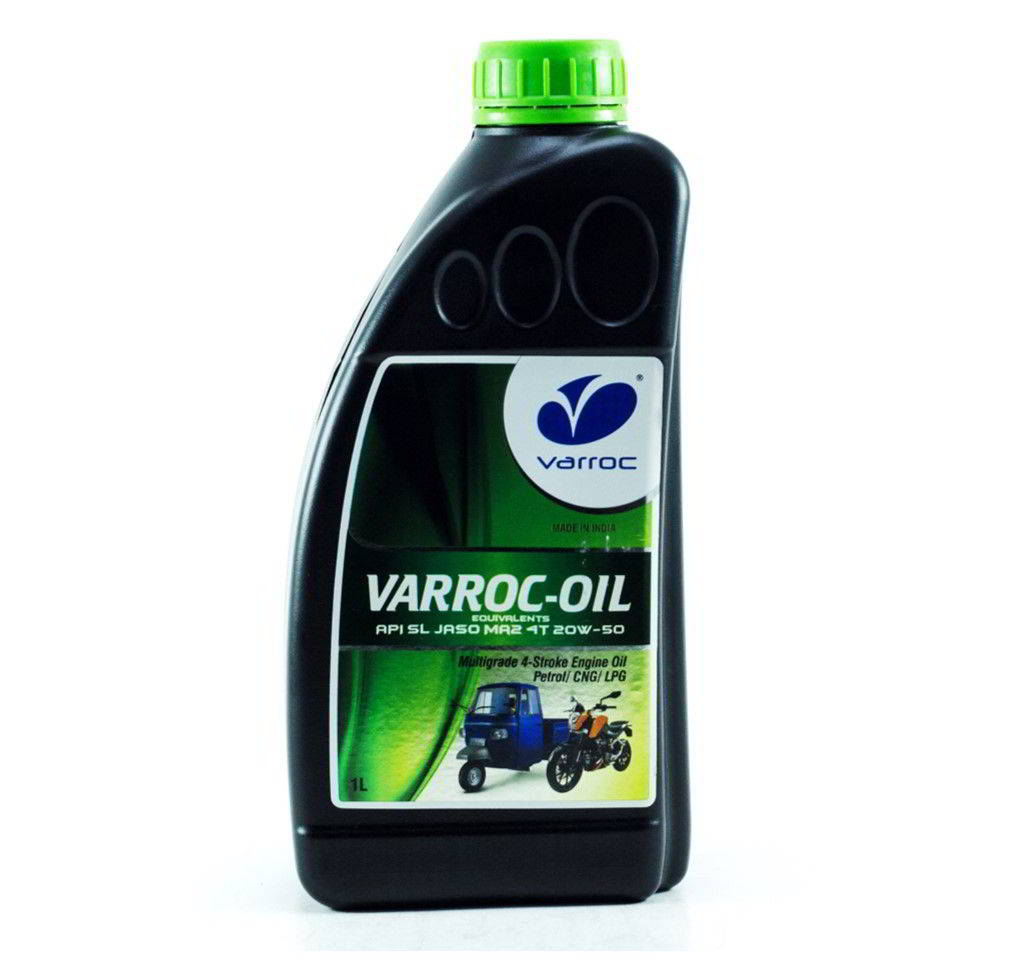 ®
varroc
MADE IN INDIA
VARROC-OIL
EQUIVALENTS
API SL JASO MA2 4T 20W-50
Multigrade 4-Stroke Engine Oil
Petrol/ CNG/ LPG
1L